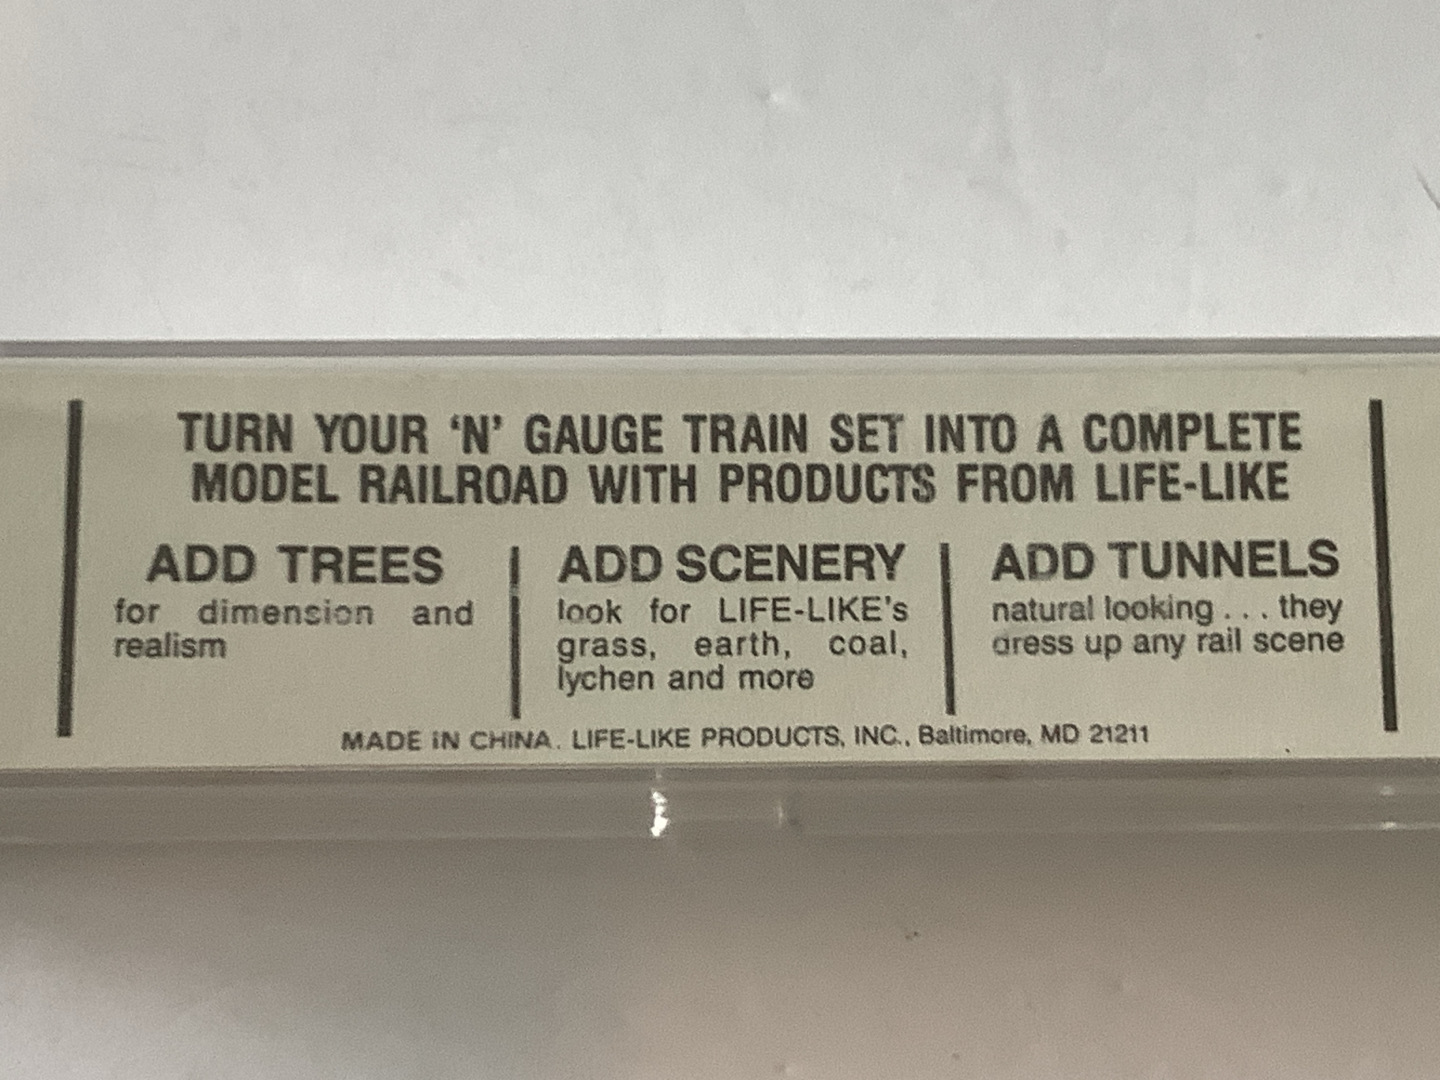 TURN YOUR ‘N’ GAUGE TRAIN SET INTO A COMPLETE
MODEL RAILROAD WITH PRODUCTS FROM LIFE-LIKE
ADD TREES
for dimension and
realism
ADD SCENERY
look for LIFE-LIKE's
grass, earth, coal,
lychen and more
ADD TUNNELS
natural looking . . . they
dress up any rail scene
MADE IN CHINA. LIFE-LIKE PRODUCTS, INC., Baltimore, MD 21211